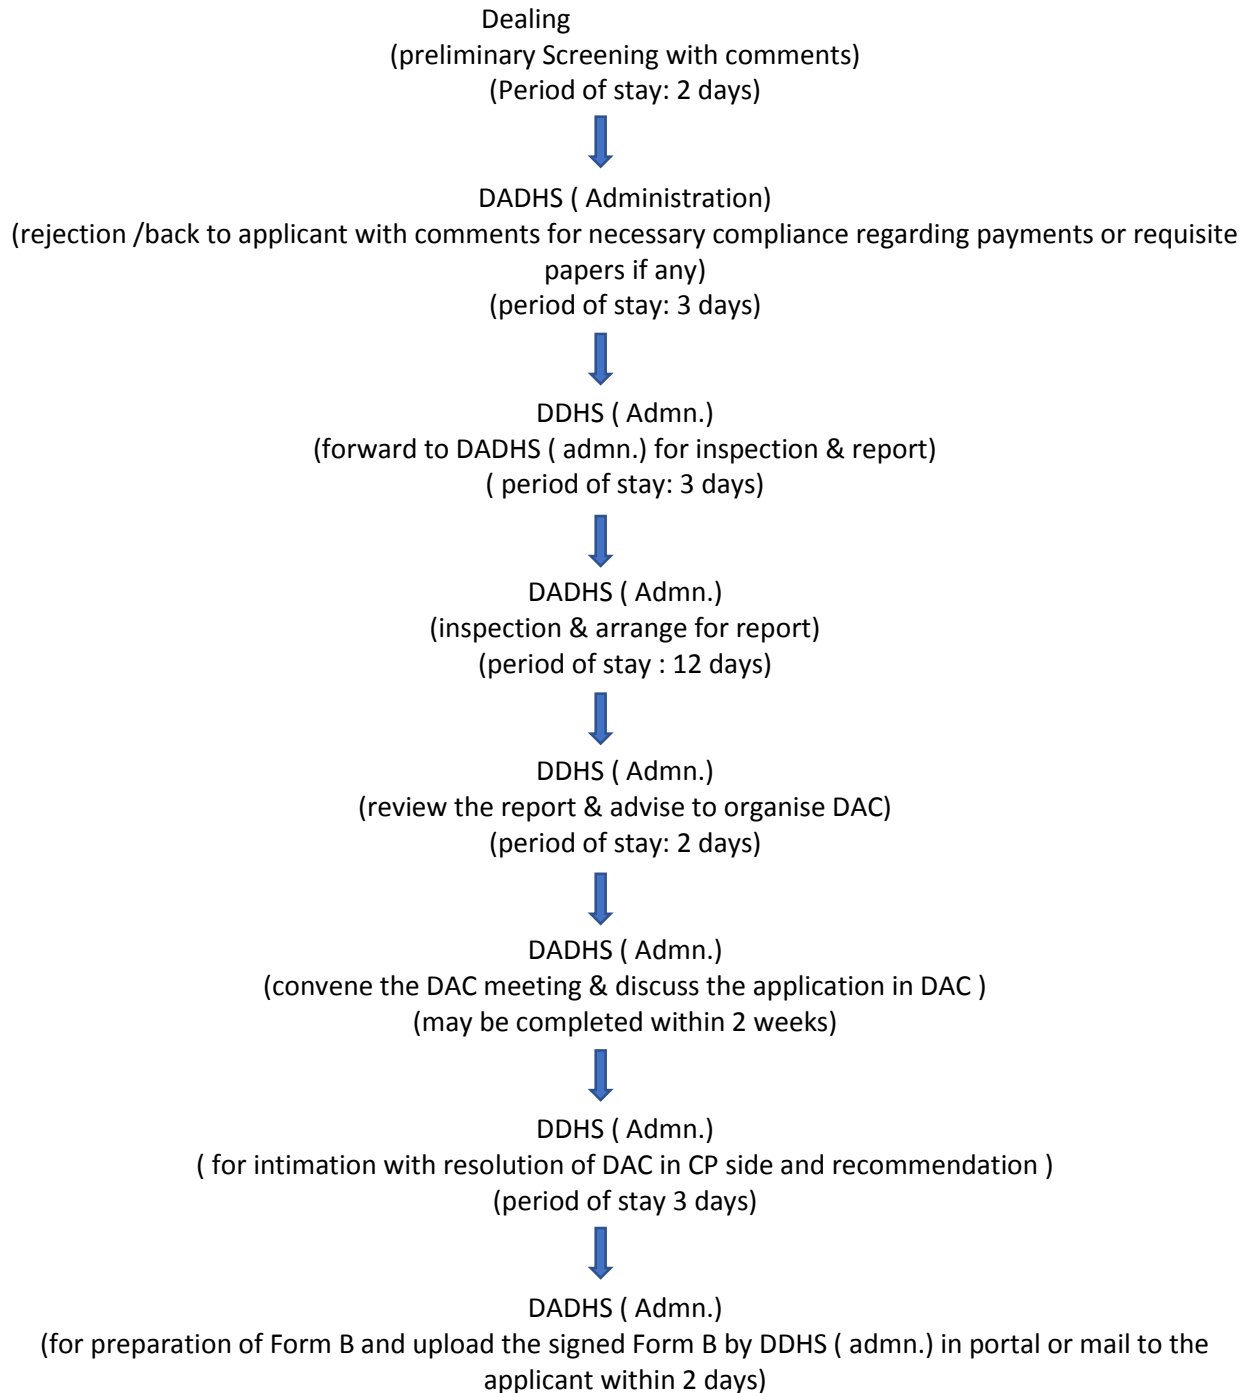 Dealing
(preliminary Screening with comments)
(Period of stay: 2 days)
DADHS ( Administration)
(rejection /back to applicant with comments for necessary compliance regarding payments or requisite
papers if any)
(period of stay: 3 days)
DDHS ( Admn.)
(forward to DADHS ( admn.) for inspection & report)
( period of stay: 3 days)
DADHS ( Admn.)
(inspection & arrange for report)
(period of stay : 12 days)
DDHS ( Admn.)
(review the report & advise to organise DAC)
(period of stay: 2 days)
DADHS ( Admn.)
(convene the DAC meeting & discuss the application in DAC )
(may be completed within 2 weeks)
DDHS ( Admn.)
( for intimation with resolution of DAC in CP side and recommendation )
(period of stay 3 days)
DADHS ( Admn.)
(for preparation of Form B and upload the signed Form B by DDHS ( admn.) in portal or mail to the
applicant within 2 days)